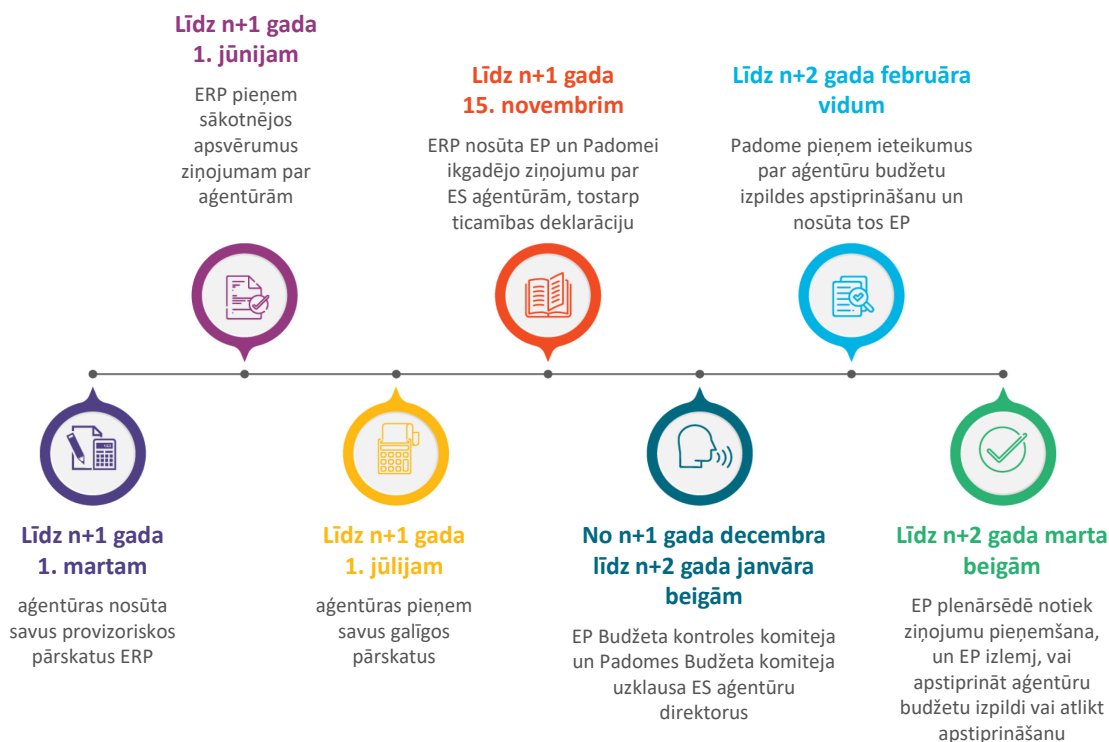 Līdz n+1 gada
1. jūnijam
ERP pieņem
sākotnējos
apsvērumus
ziņojumam par
aģentūrām
Līdz n+1 gada
15. novembrim
ERP nosūta EP un Padomei
ikgadējo ziņojumu par
ES aģentūrām, tostarp
ticamības deklarāciju
Līdz n+2 gada februāra
vidum
Padome pieņem ieteikumus
par aģentūru budžetu
izpildes apstiprināšanu un
nosūta tos EP
Līdz n+1 gada
1. martam
aģentūras nosūta
savus provizoriskos
pārskatus ERP
Līdz n+1 gada
1. jūlijam
aģentūras pieņem
savus galīgos
pārskatus
No n+1 gada decembra
līdz n+2 gada janvāra
beigām
EP Budžeta kontroles komiteja
un Padomes Budžeta komiteja
uzklausa ES aģentūru
direktorus
Līdz n+2 gada marta
beigām
EP plenārsēdē notiek
ziņojumu pieņemšana,
un EP izlemj, vai
apstiprināt aģentūru
budžetu izpildi vai atlikt
apstiprināšanu